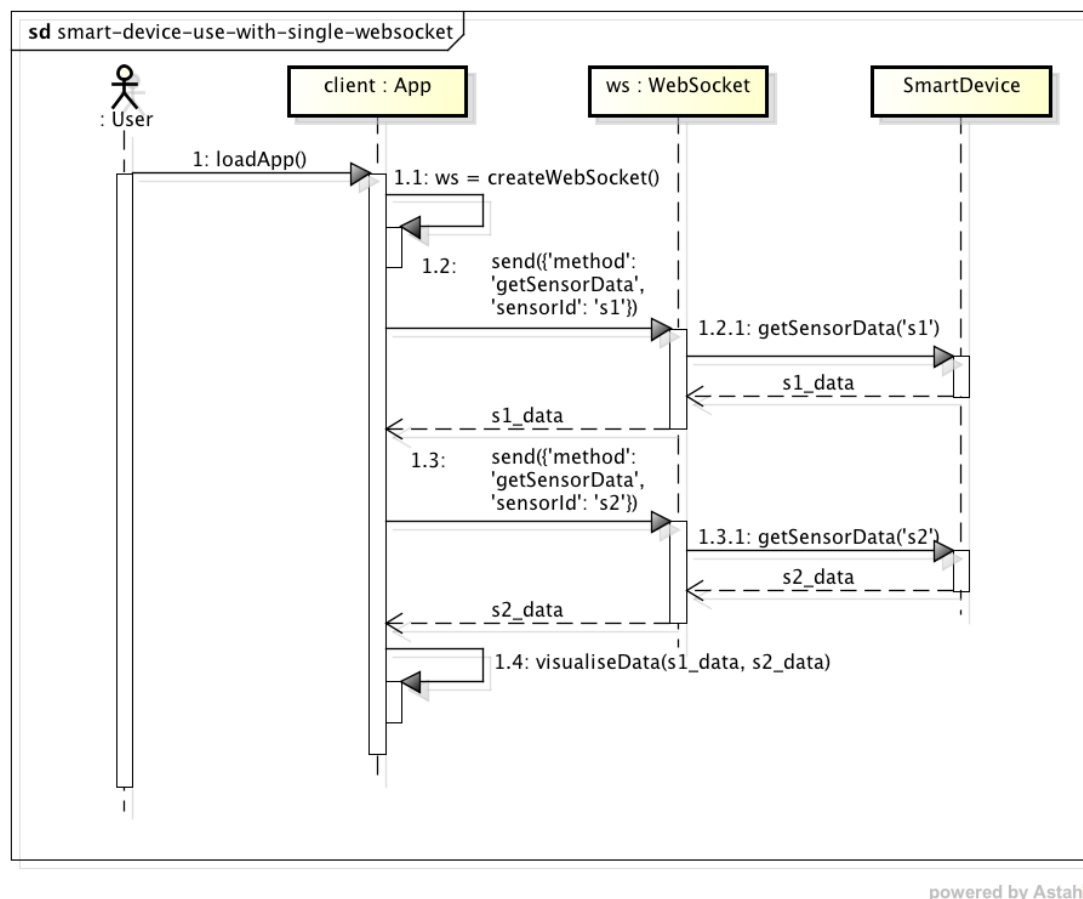 sd smart-device-use-with-single-websocket
: User
client : App
ws : WebSocket
SmartDevice
1: loadApp()
1.1: ws = createWebSocket()
1.2: send({'method':
'getSensorData',
'sensorId': 's1'})
1.2.1: getSensorData('s1')
s1_data
s1_data
1.3: send({'method':
'getSensorData',
'sensorId': 's2'})
1.3.1: getSensorData('s2')
s2_data
s2_data
1.4: visualiseData(s1_data, s2_data)
powered by Astah